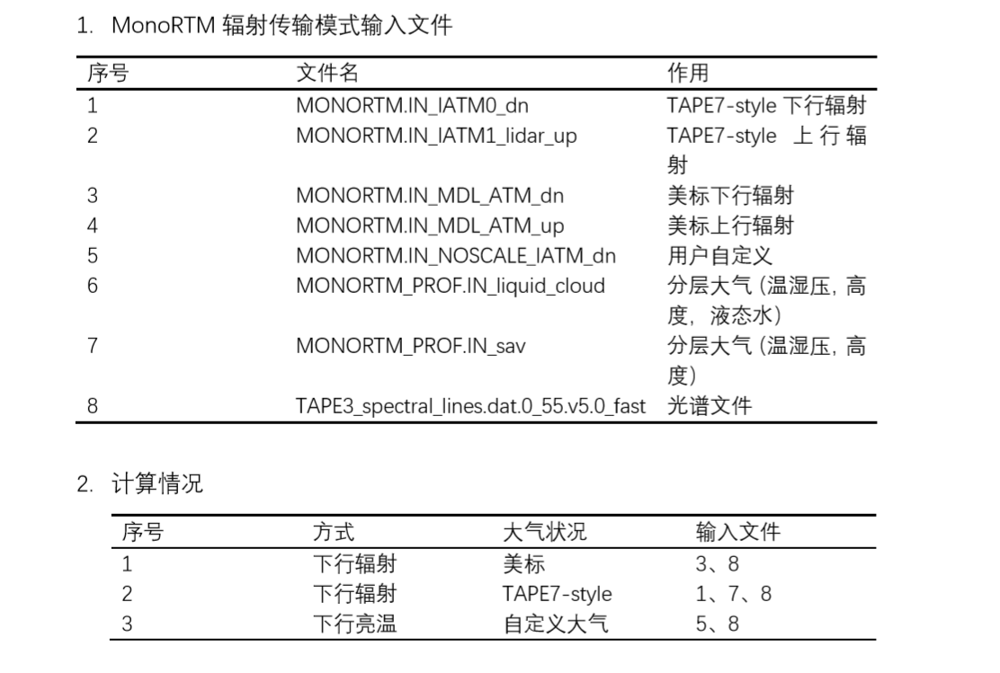 1. MonoRTM 辐射传输模式输入文件
序号 文件名 作用
1 MONORTM.IN_IATM0_dn TAPE7-style 下行辐射
2 MONORTM.IN_IATM1_lidar_up TAPE7-style 上行辐
射
3 MONORTM.IN_MDL_ATM_dn 美标下行辐射
4 MONORTM.IN_MDL_ATM_up 美标上行辐射
5 MONORTM.IN_NOSCALE_IATM_dn 用户自定义
6 MONORTM_PROF.IN_liquid_cloud 分层大气（温湿压，高
度，液态水）
7 MONORTM_PROF.IN_sav 分层大气（温湿压，高
度）
8 TAPE3_spectral_lines.dat.0_55.v5.0_fast 光谱文件
2. 计算情况
序号 方式 大气状况 输入文件
1 下行辐射 美标 3、8
2 下行辐射 TAPE7-style 1、7、8
3 下行亮温 自定义大气 5、8